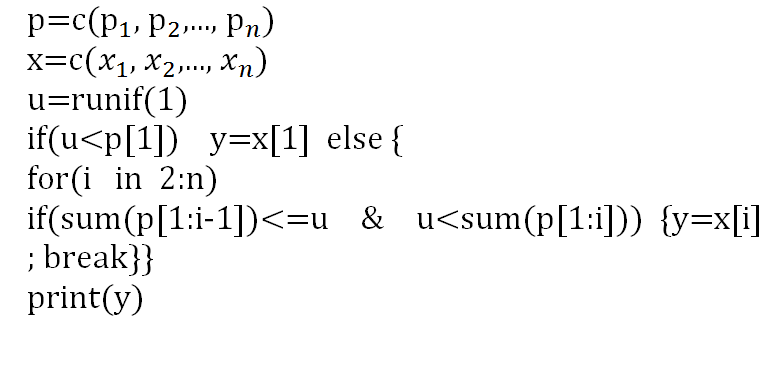 p=c(p₁, p₂,..., pₙ)
x=c(x₁, x₂,..., xₙ)
u=runif(1)
if(u<p[1]) y=x[1] else {
for(i in 2:n)
if(sum(p[1:i-1])<=u & u<sum(p[1:i])) {y=x[i]
; break}}
print(y)